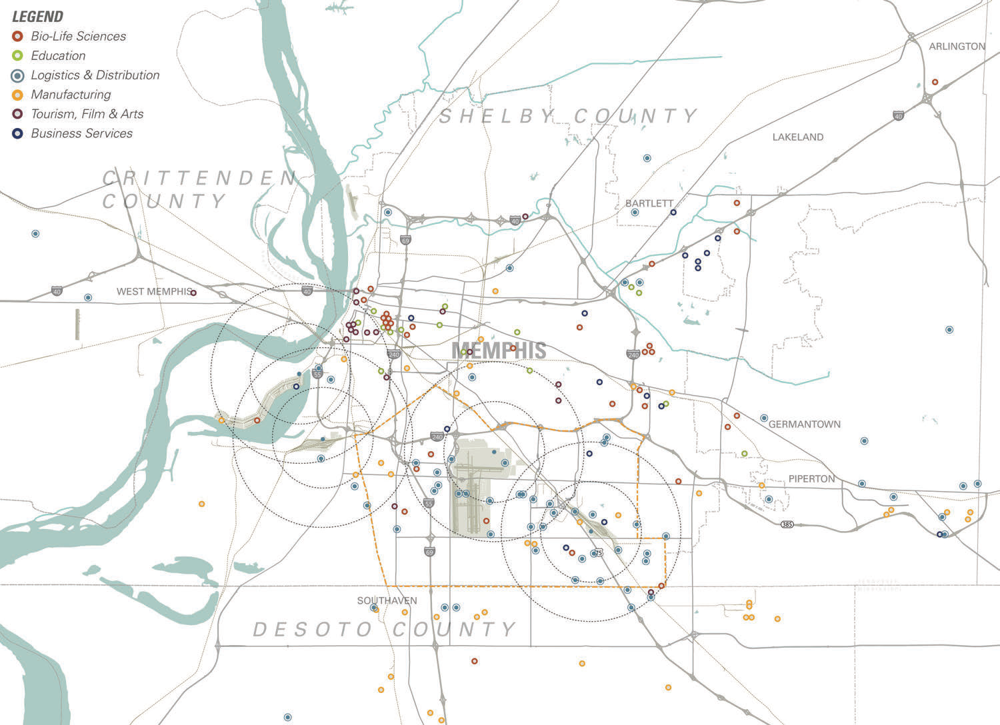 LEGEND
Bio-Life Sciences
Education
Logistics & Distribution
Manufacturing
Tourism, Film & Arts
Business Services
ARLINGTON
SHELBY COUNTY
40
LAKELAND
CRITTENDEN
COUNTY
BARTLETT
40
69
WEST MEMPHIS
40
40
MEMPHIS
240
240
55
GERMANTOWN
240
PIPERTON
55
385
69
75
TENNESSEE
MISSISSIPPI
SOUTHAVEN
DESOTO COUNTY